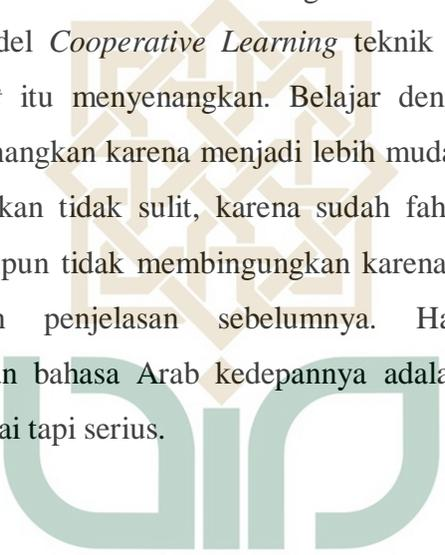 del Cooperative Learning teknik
itu menyenangkan. Belajar den
nangkan karena menjadi lebih muda
kan tidak sulit, karena sudah fah
pun tidak membingungkan karena
n penjelasan sebelumnya. Ha
n bahasa Arab kedepannya adala
ai tapi serius.